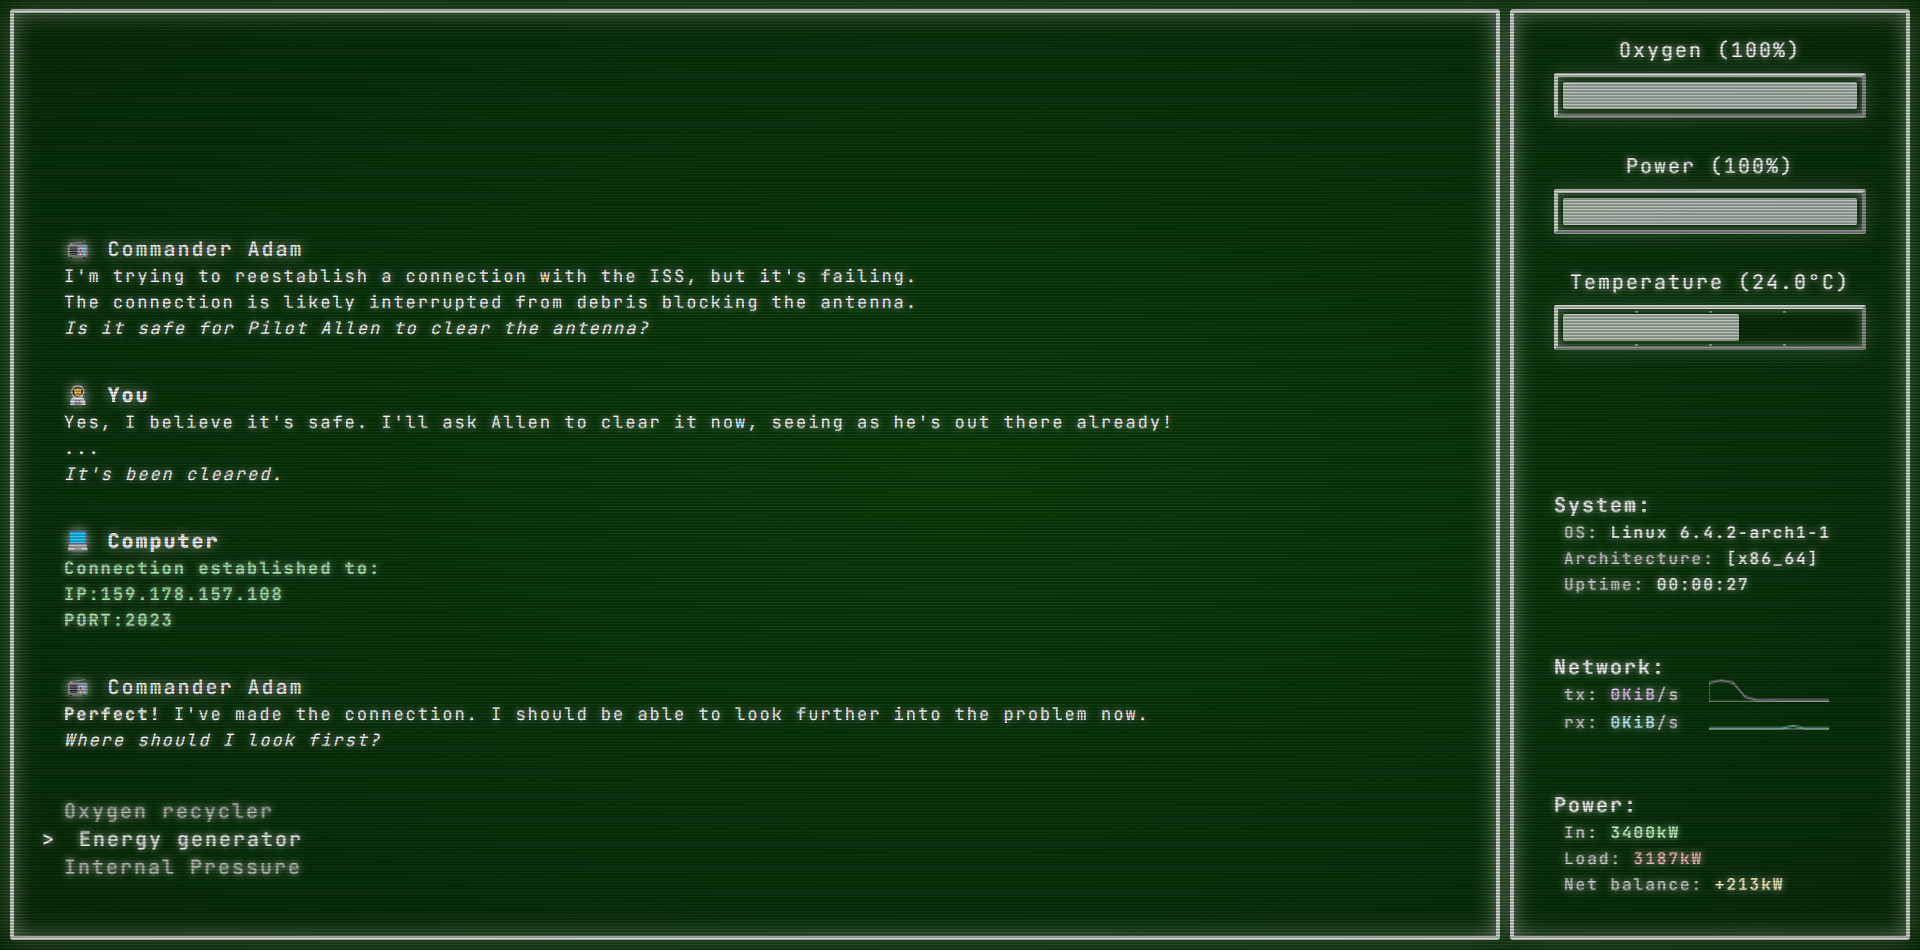 Commander Adam
I'm trying to reestablish a connection with the ISS, but it's failing.
The connection is likely interrupted from debris blocking the antenna.
Is it safe for Pilot Allen to clear the antenna?
You
Yes, I believe it's safe. I'll ask Allen to clear it now, seeing as he's out there already!
...
It's been cleared.
Computer
Connection established to:
IP:159.178.157.108
PORT:2023
Commander Adam
Perfect! I've made the connection. I should be able to look further into the problem now.
Where should I look first?
Oxygen recycler
> Energy generator
Internal Pressure
Oxygen (100%)
Power (100%)
Temperature (24.0°C)
System:
OS: Linux 6.4.2-arch1-1
Architecture: [x86_64]
Uptime: 00:00:27
Network:
tx: 0KiB/s
rx: 0KiB/s
Power:
In: 3400kW
Load: 3187kW
Net balance: +213kW